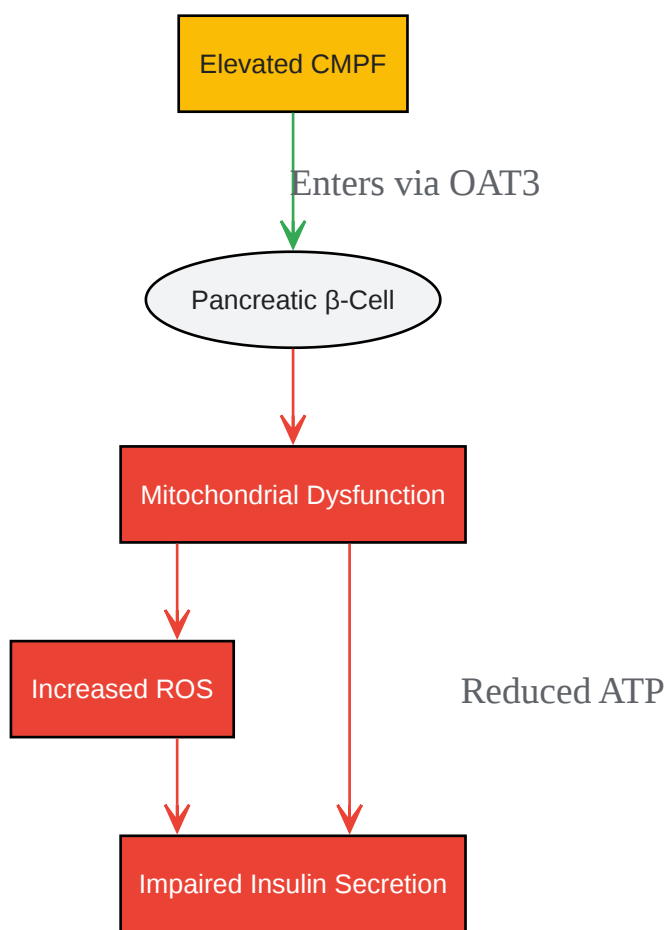 Elevated CMPF
Enters via OAT3
Pancreatic β-Cell
Mitochondrial Dysfunction
Increased ROS
Reduced ATP
Impaired Insulin Secretion